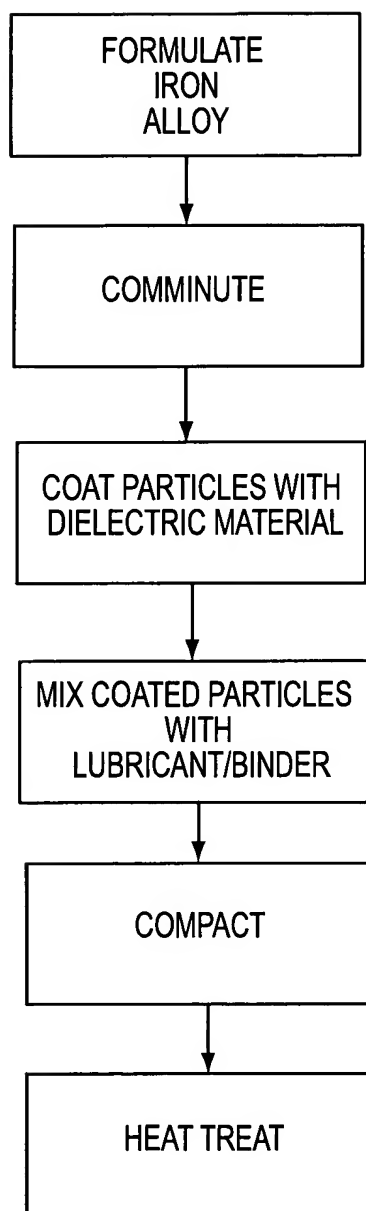 FORMULATE
IRON
ALLOY
COMMINUTE
COAT PARTICLES WITH
DIELECTRIC MATERIAL
MIX COATED PARTICLES
WITH
LUBRICANT/BINDER
COMPACT
HEAT TREAT